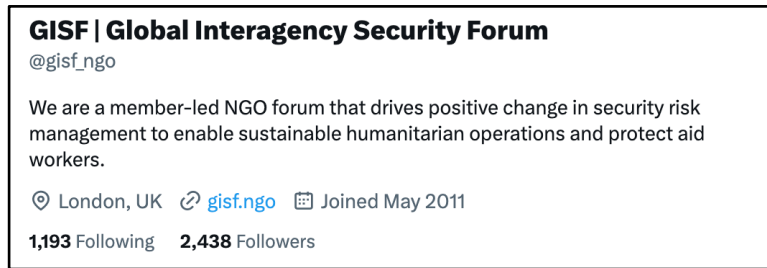 GISF | Global Interagency Security Forum
@gisf_ngo
We are a member-led NGO forum that drives positive change in security risk
management to enable sustainable humanitarian operations and protect aid
workers.
London, UK gisf.ngo Joined May 2011
1,193 Following 2,438 Followers